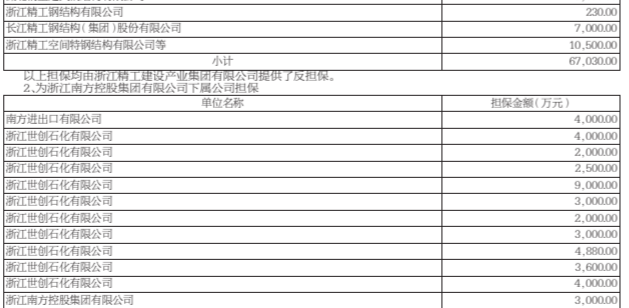 浙江精工钢结构有限公司 230.00
长江精工钢结构(集团)股份有限公司 7,000.00
浙江精工空间特钢结构有限公司等 10,500.00
小计 67,030.00
以上担保均由浙江精工建设产业集团有限公司提供了反担保。
2、为浙江南方控股集团有限公司下属公司担保
单位名称 担保金额(万元)
南方进出口有限公司 4,000.00
浙江世创石化有限公司 4,000.00
浙江世创石化有限公司 2,000.00
浙江世创石化有限公司 2,500.00
浙江世创石化有限公司 9,000.00
浙江世创石化有限公司 3,000.00
浙江世创石化有限公司 2,000.00
浙江世创石化有限公司 3,000.00
浙江世创石化有限公司 4,880.00
浙江世创石化有限公司 3,600.00
浙江世创石化有限公司 4,000.00
浙江南方控股集团有限公司 3,000.00